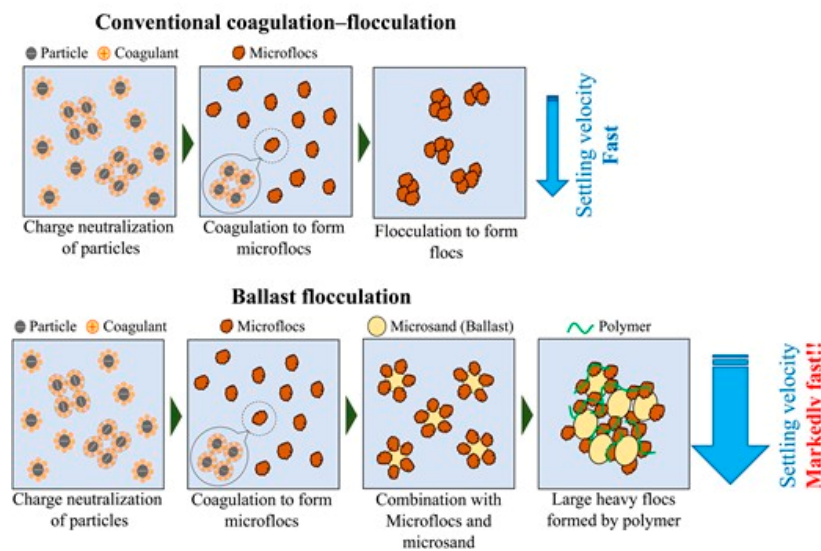 Conventional coagulation–flocculation
Particle Coagulant Microflocs
Charge neutralization
of particles
Coagulation to form
microflocs
Flocculation to form
flocs
Settling velocity
Fast
Ballast flocculation
Particle Coagulant Microflocs Microsand (Ballast) Polymer
Charge neutralization
of particles
Coagulation to form
microflocs
Combination with
Microflocs and
microsand
Large heavy flocs
formed by polymer
Settling velocity
Markedly fast!!